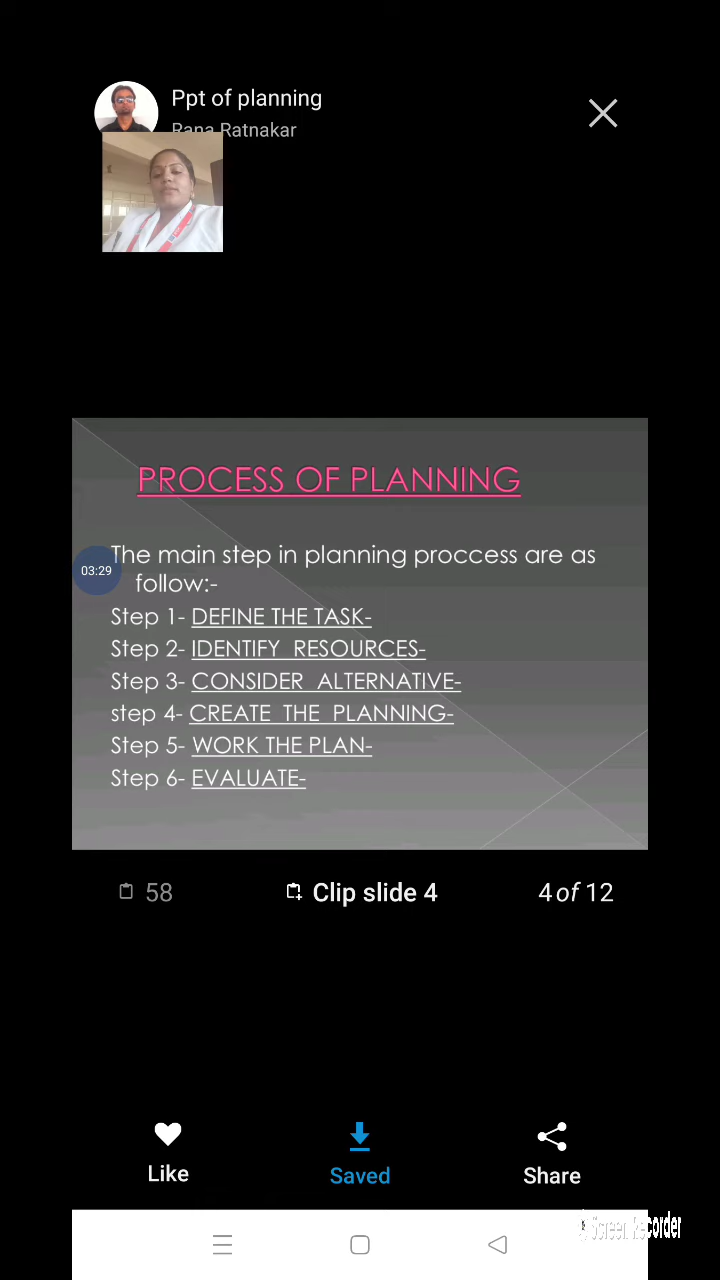 Ppt of planning
Rana Ratnakar
PROCESS OF PLANNING
The main step in planning proccess are as
follow:-
03:29
Step 1- DEFINE THE TASK-
Step 2- IDENTIFY RESOURCES-
Step 3- CONSIDER ALTERNATIVE-
step 4- CREATE THE PLANNING-
Step 5- WORK THE PLAN-
Step 6- EVALUATE-
58
Clip slide 4
4 of 12
Like
Saved
Share
Screen Recorder